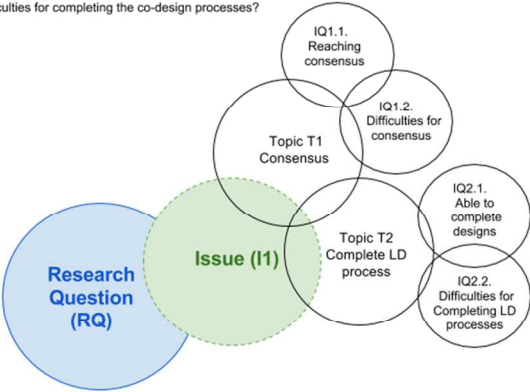 culties for completing the co-design processes?
IQ1.1.
Reaching
consensus
IQ1.2.
Difficulties for
consensus
Topic T1
Consensus
IQ2.1.
Able to
complete
designs
Topic T2
Complete LD
process
Issue (I1)
IQ2.2.
Difficulties for
Completing LD
processes
Research
Question
(RQ)